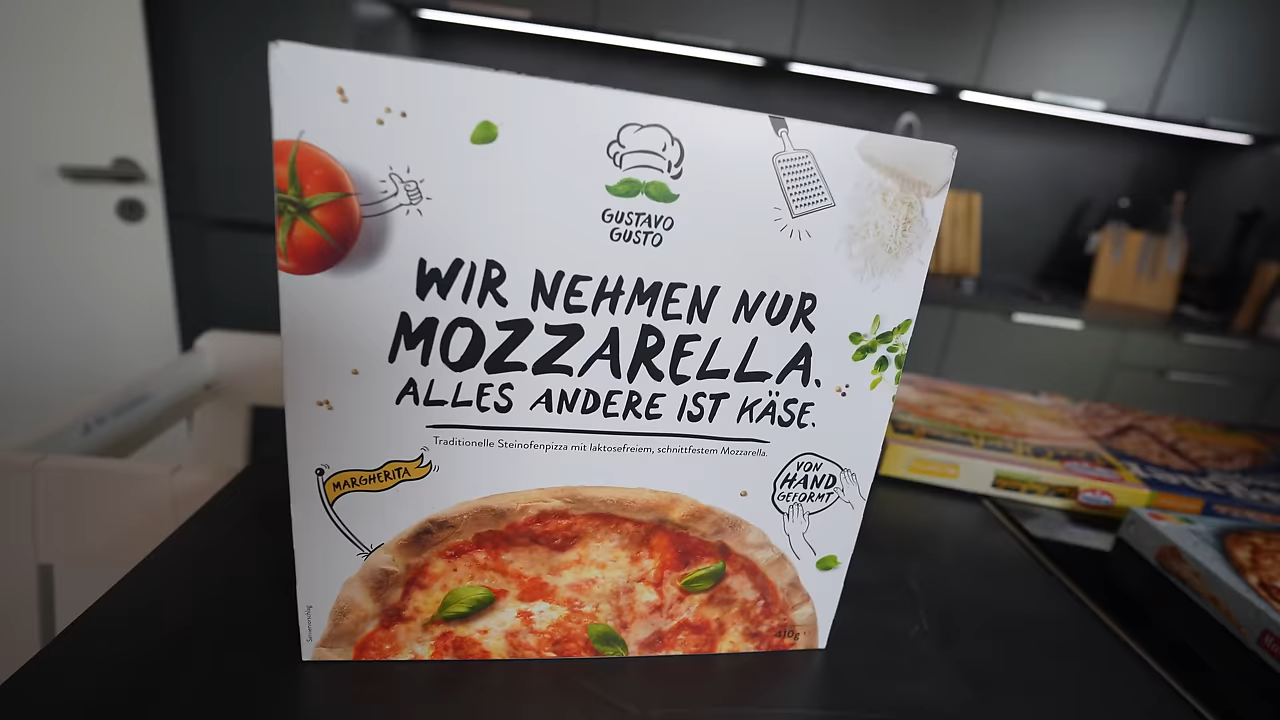 GUSTAVO
GUSTO
WIR NEHMEN NUR
MOZZARELLA.
ALLES ANDERE IST KÄSE.
Traditionelle Steinofenpizza mit laktosefreiem, schnittfestem Mozzarella.
MARGHERITA
VON
HAND
GEFORMT
Serviervorschlag
410g